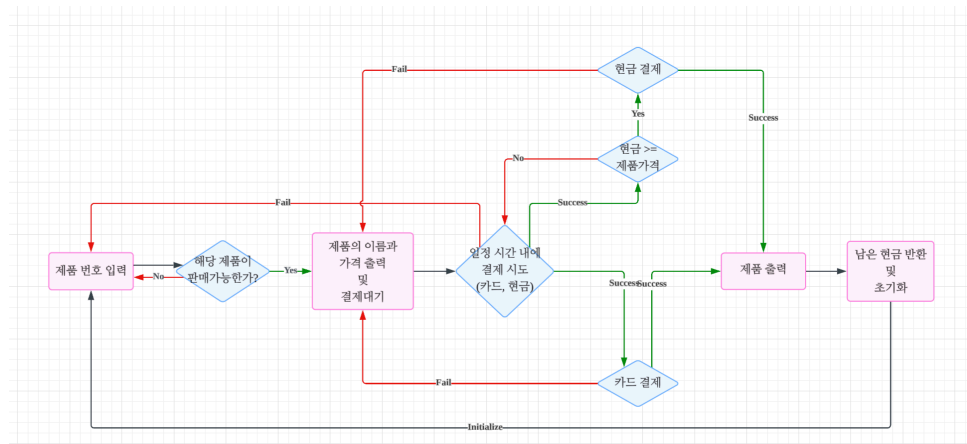 현금 결제
Fail
Success
Yes
현금 >=
제품가격
No
Fail
Success
제품 번호 입력
해당 제품이
판매가능한가?
No
Yes
제품의 이름과
가격 출력
및
결제대기
일정 시간 내에
결제 시도
(카드, 현금)
Success
Success
제품 출력
남은 현금 반환
및
초기화
카드 결제
Fail
Initialize